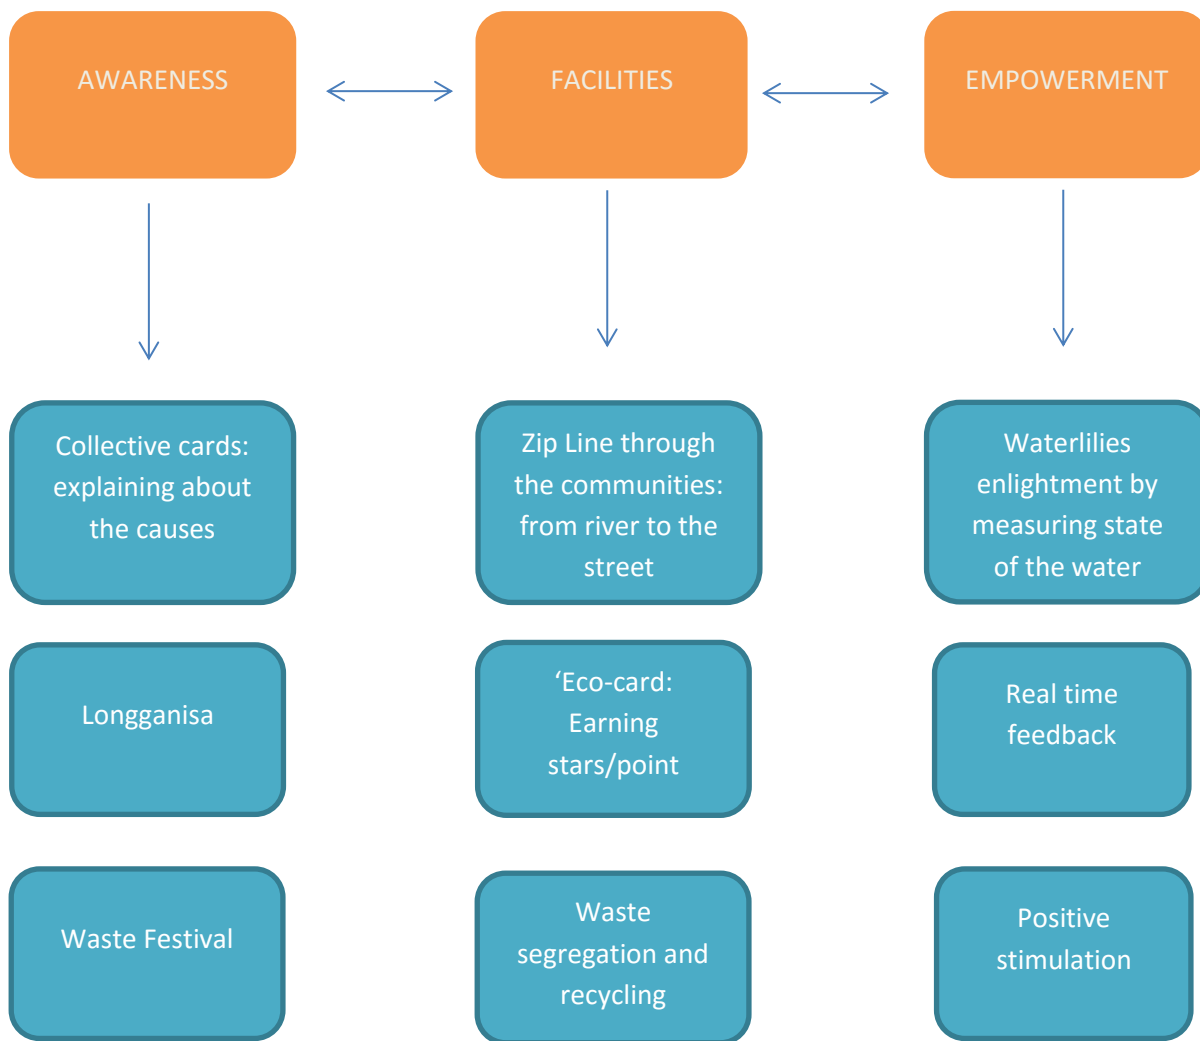 AWARENESS
FACILITIES
EMPOWERMENT
Collective cards:
explaining about
the causes
Zip Line through
the communities:
from river to the
street
Waterlilies
enlightment by
measuring state
of the water
Longganisa
‘Eco-card:
Earning
stars/point
Real time
feedback
Waste Festival
Waste
segregation and
recycling
Positive
stimulation